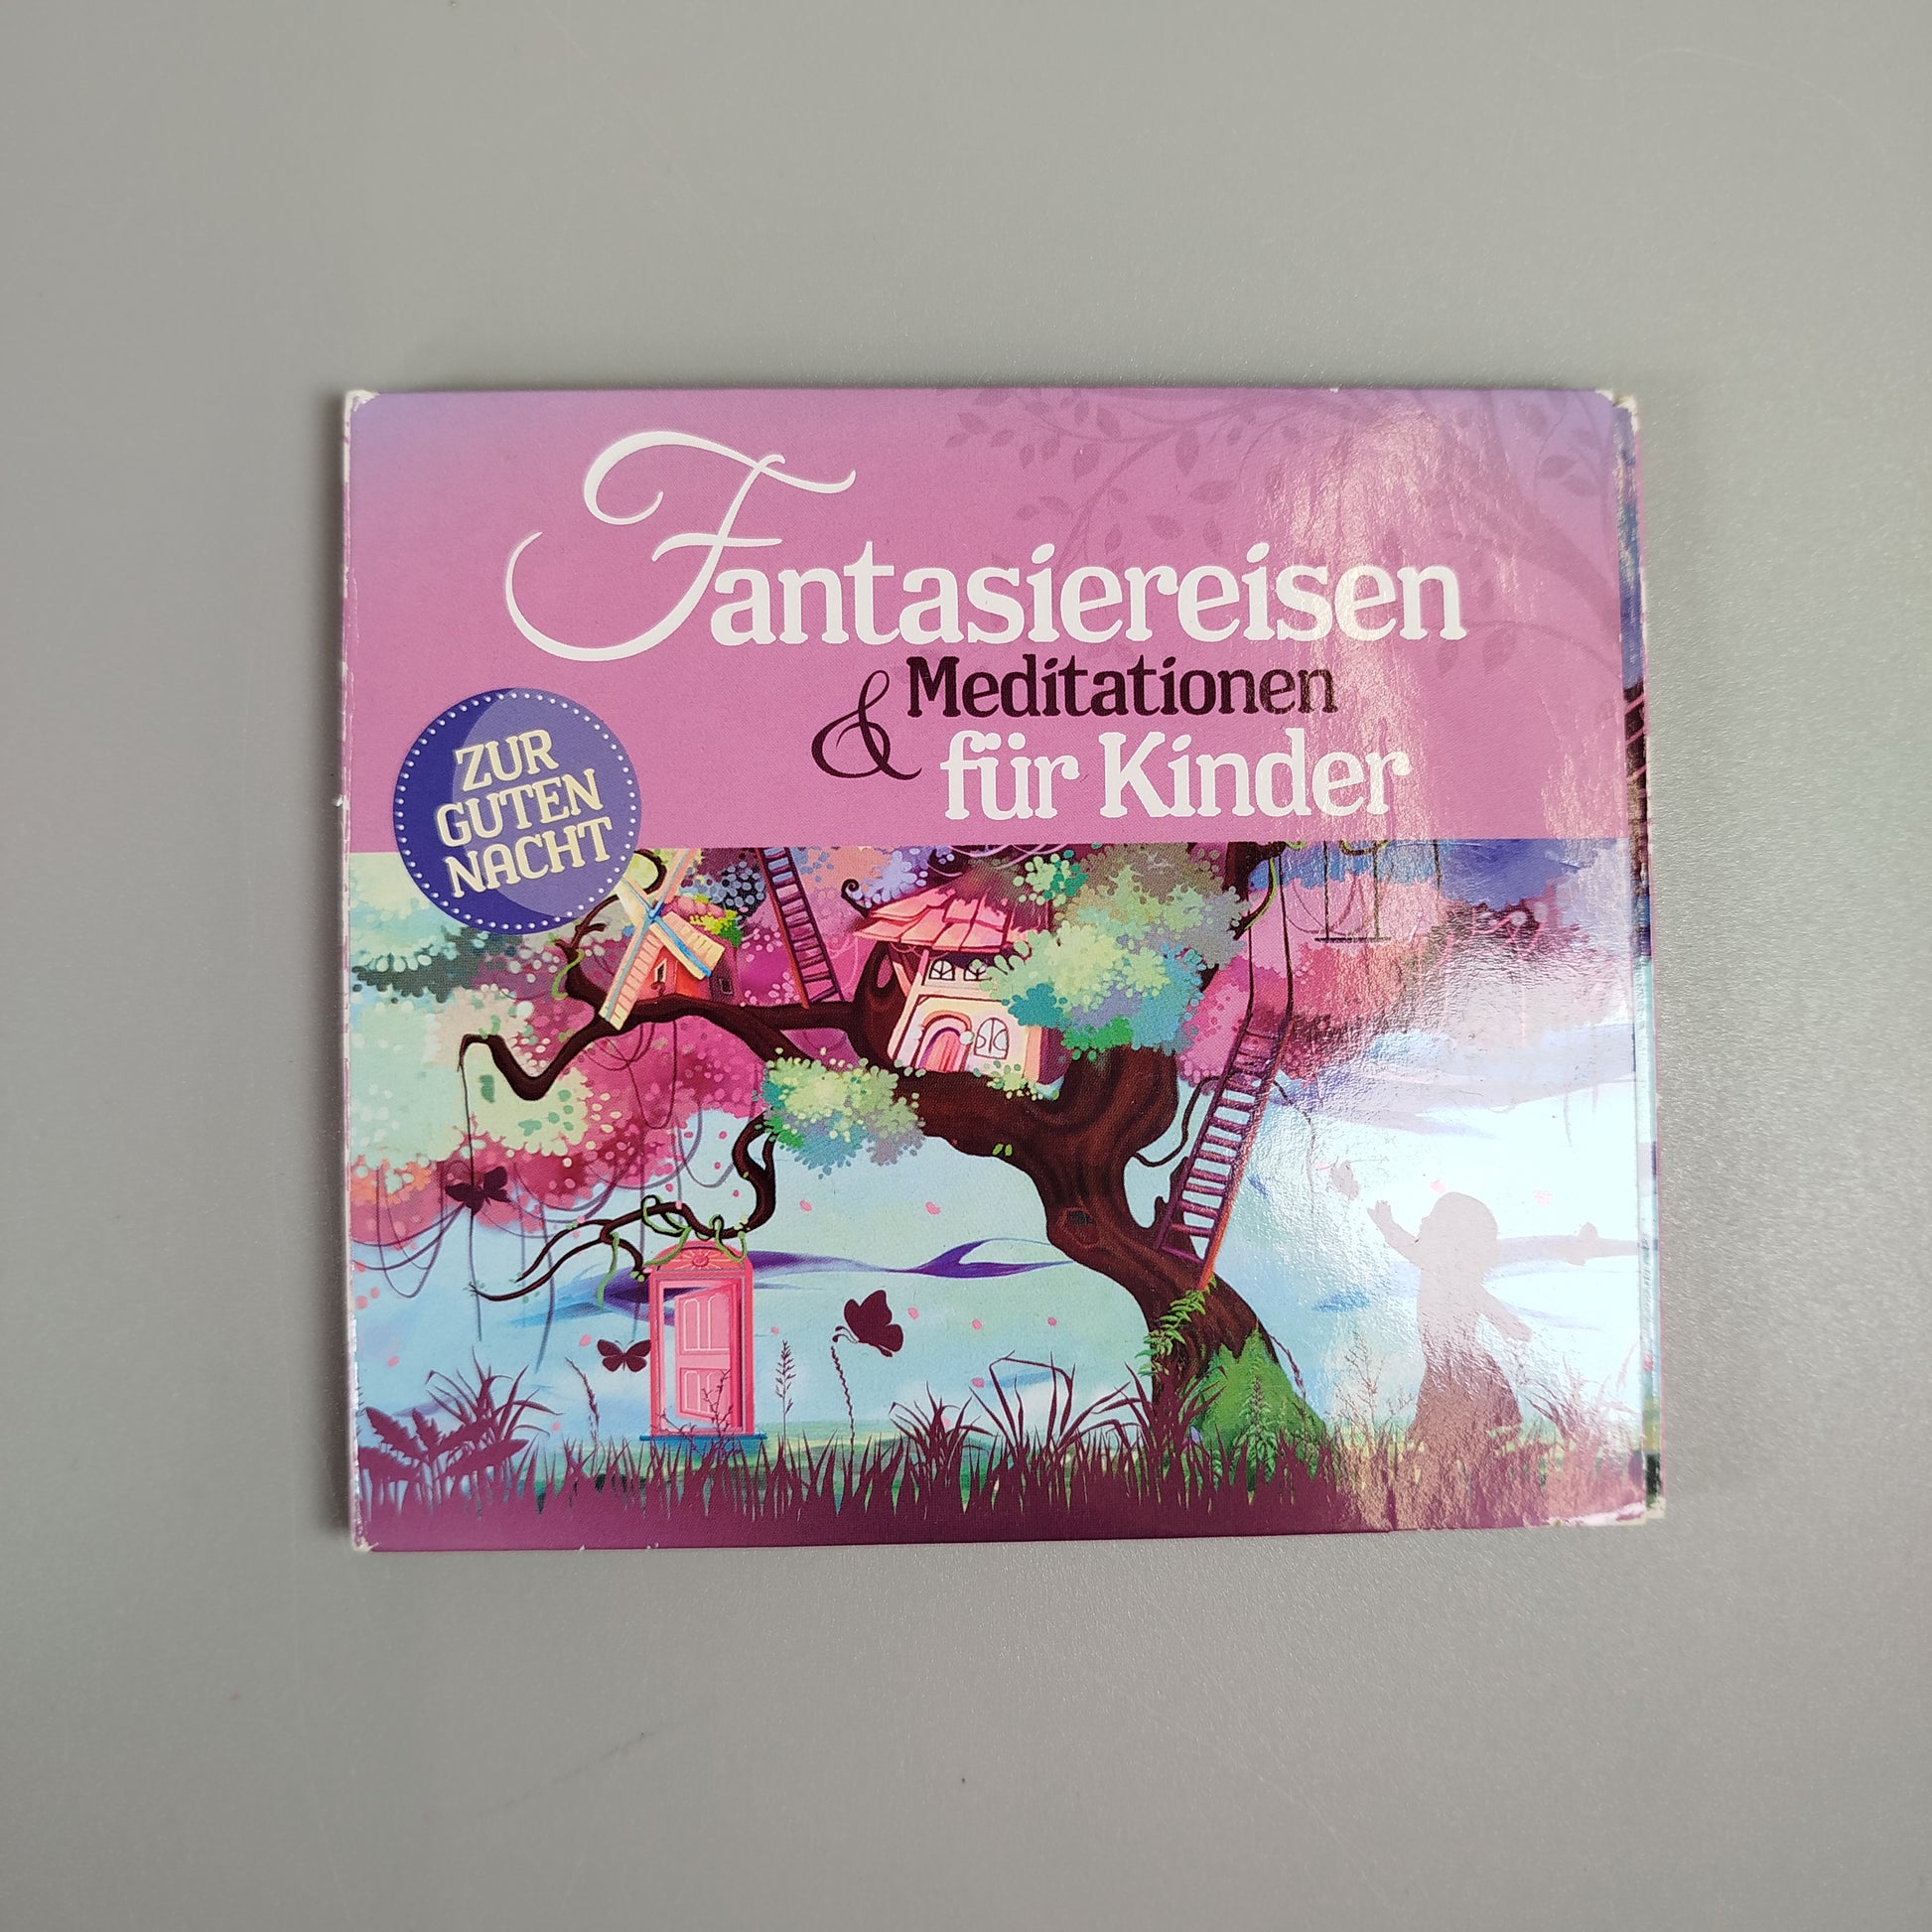 Fantasiereisen
& Meditationen
für Kinder
ZUR
GUTEN
NACHT